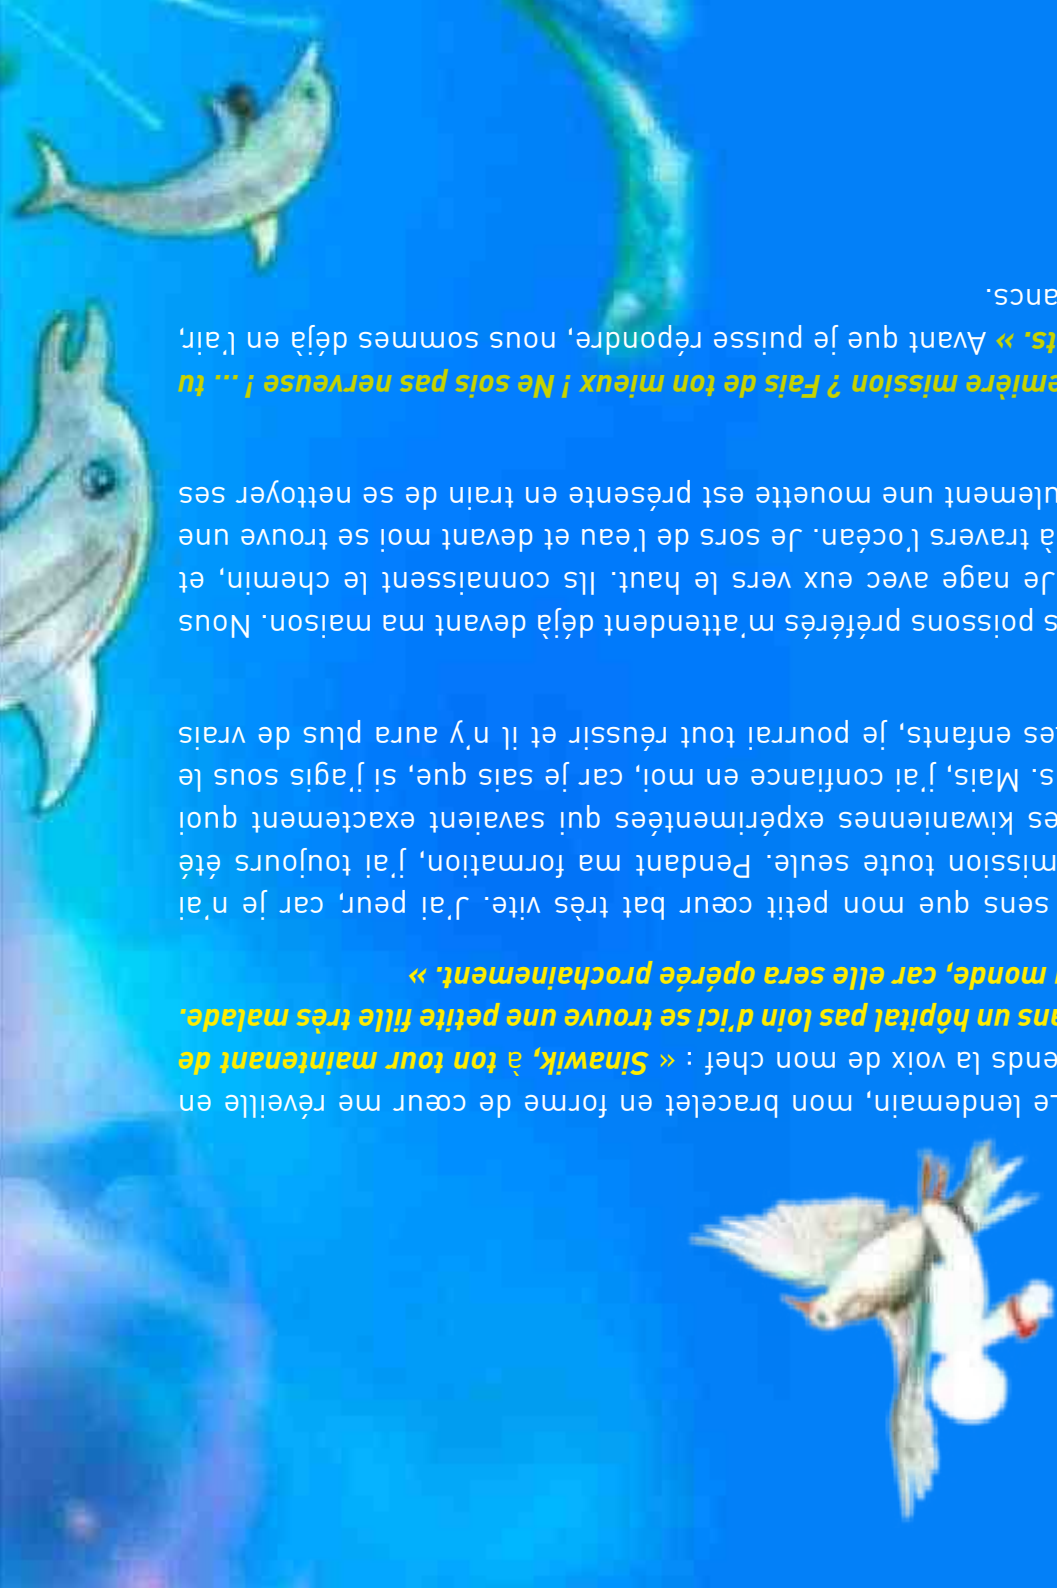 Le lendemain, mon bracelet en forme de cœur me réveille en
ends la voix de mon chef : « Sinawik, à ton tour maintenant de
ans un hôpital pas loin d'ici se trouve une petite fille très malade.
monde, car elle sera opérée prochainement. »
sens que mon petit cœur bat très vite. J'ai peur, car je n'ai
mission toute seule. Pendant ma formation, j'ai toujours été
es kiwaniennes expérimentées qui savaient exactement quoi
s. Mais, j'ai confiance en moi, car je sais que, si j'agis sous le
les enfants, je pourrai tout réussir et il n'y aura plus de vrais
s poissons préférés m'attendent déjà devant ma maison. Nous
Je nage avec eux vers le haut. Ils connaissent le chemin, et
à travers l'océan. Je sors de l'eau et devant moi se trouve une
ulement une mouette est présente en train de se nettoyer ses
emière mission ? Fais de ton mieux ! Ne sois pas nerveuse ! ... tu
ts. » Avant que je puisse répondre, nous sommes déjà en l'air,
ancs.